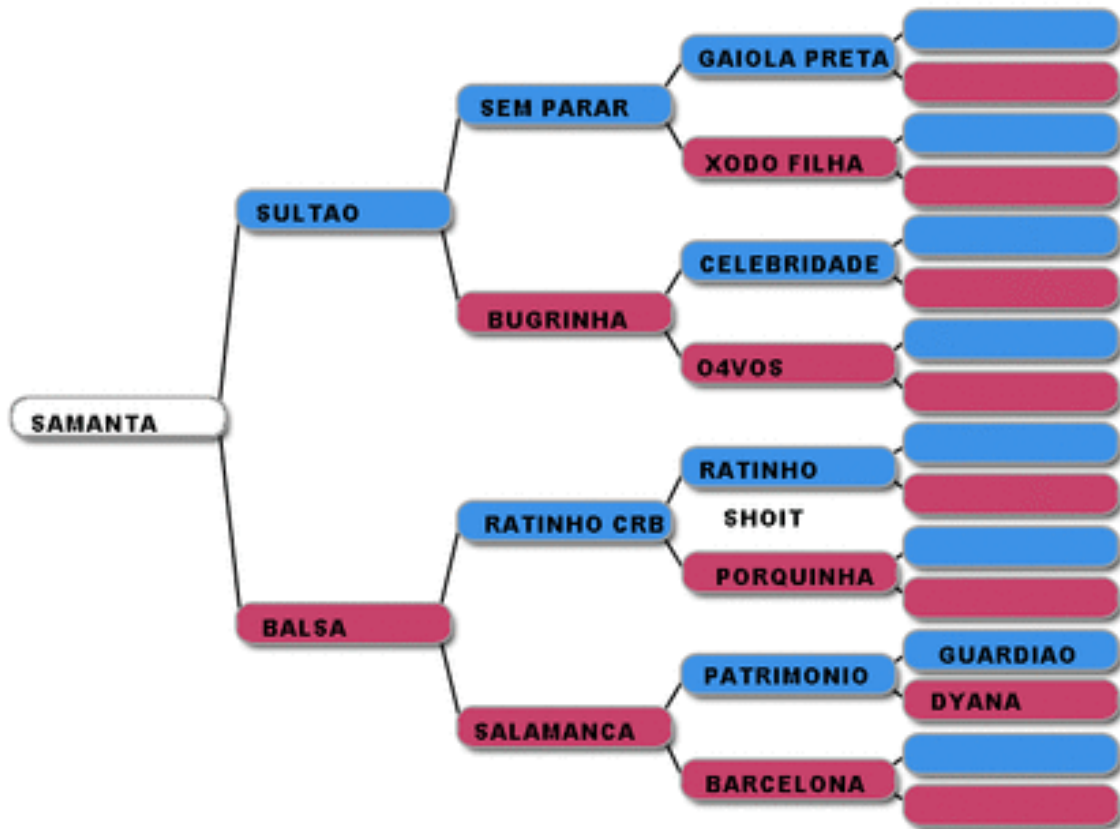 GAIOLA PRETA
SEM PARAR
XODO FILHA
SULTAO
CELEBRIDADE
BUGRINHA
O4VOS
SAMANTA
RATINHO
SHOIT
RATINHO CRB
PORQUINHA
BALSA
GUARDIAO
PATRIMONIO
DYANA
SALAMANCA
BARCELONA